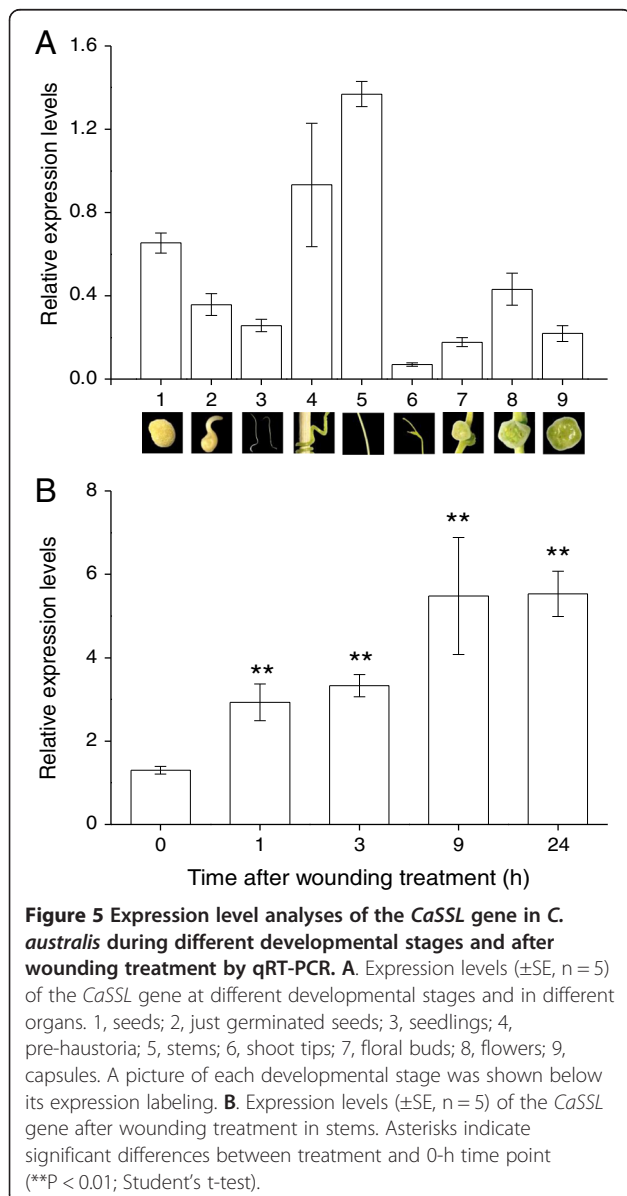 A
Relative expression levels
1.6
1.2
0.8
0.4
0.0
1 2 3 4 5 6 7 8 9
B
Relative expression levels
8
6
4
2
0
** ** ** **
0 1 3 9 24
Time after wounding treatment (h)
Figure 5 Expression level analyses of the CaSSL gene in C.
australis during different developmental stages and after
wounding treatment by qRT-PCR. A. Expression levels (±SE, n = 5)
of the CaSSL gene at different developmental stages and in different
organs. 1, seeds; 2, just germinated seeds; 3, seedlings; 4,
pre-haustoria; 5, stems; 6, shoot tips; 7, floral buds; 8, flowers; 9,
capsules. A picture of each developmental stage was shown below
its expression labeling. B. Expression levels (±SE, n = 5) of the CaSSL
gene after wounding treatment in stems. Asterisks indicate
significant differences between treatment and 0-h time point
(**P < 0.01; Student’s t-test).